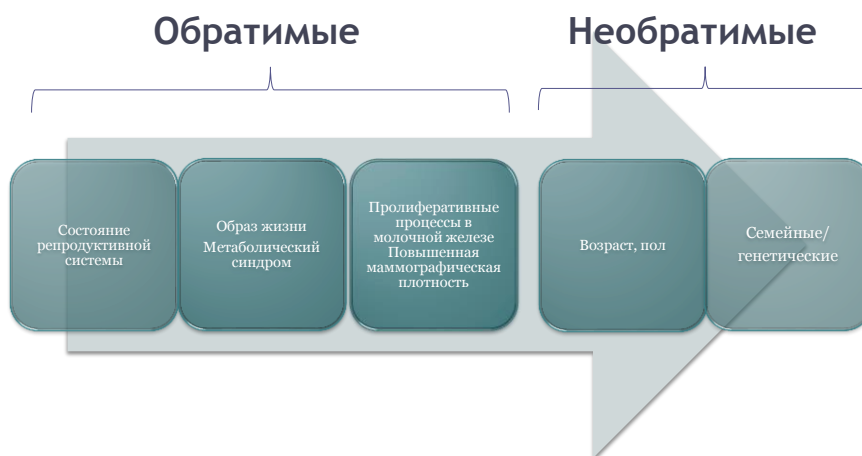 Обратимые
Необратимые
Состояние
репродуктивной
системы
Образ жизни
Метаболический
синдром
Пролиферативные
процессы в
молочной железе
Повышенная
маммографическая
плотность
Возраст, пол
Семейные/
генетические